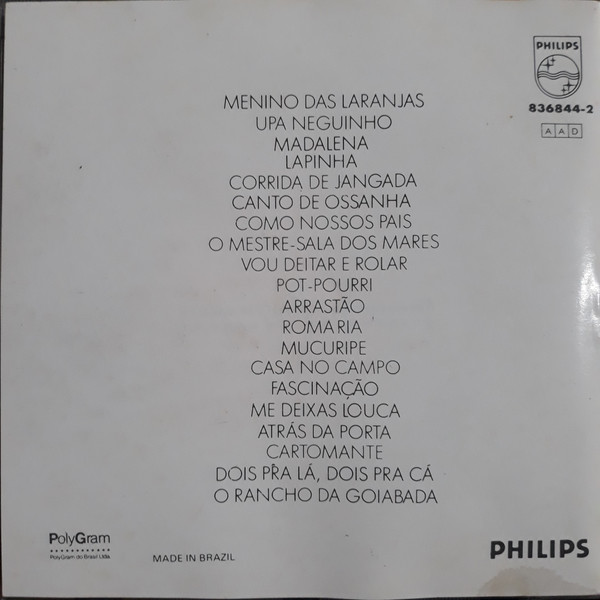 PHILIPS
836844-2
A A D
MENINO DAS LARANJAS
UPA NEGUINHO
MADALENA
LAPINHA
CORRIDA DE JANGADA
CANTO DE OSSANHA
COMO NOSSOS PAIS
O MESTRE-SALA DOS MARES
VOU DEITAR E ROLAR
POT-POURRI
ARRASTÃO
ROMARIA
MUCURIPE
CASA NO CAMPO
FASCINAÇÃO
ME DEIXAS LOUCA
ATRÁS DA PORTA
CARTOMANTE
DOIS PRA LÁ, DOIS PRA CÁ
O RANCHO DA GOIABADA
PolyGram
PolyGram do Brasil Ltda.
MADE IN BRAZIL
PHILIPS